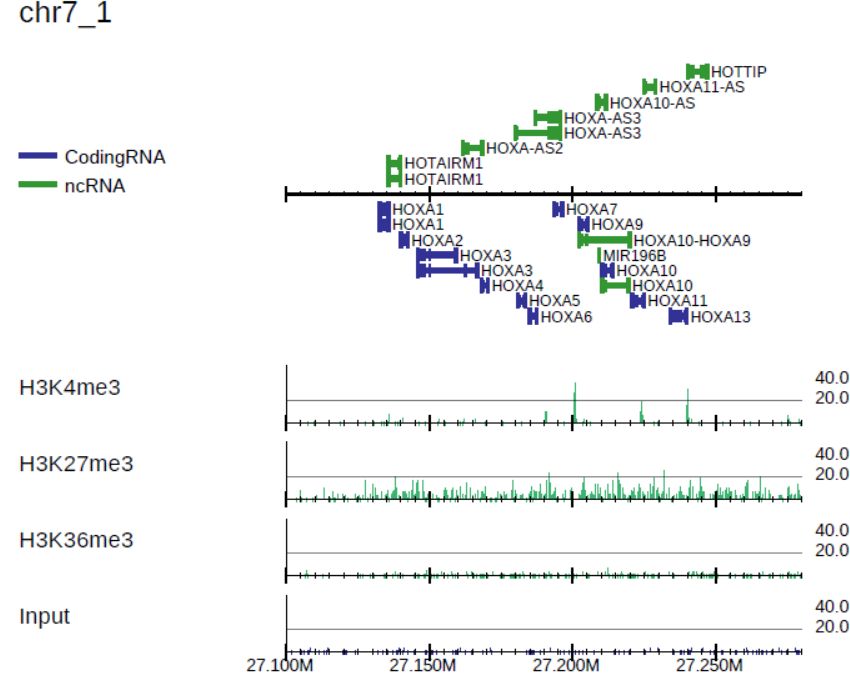 chr7_1
HOTTIP
HOXA11-AS
HOXA10-AS
HOXA-AS3
HOXA-AS3
HOXA-AS2
HOTAIRM1
HOTAIRM1
CodingRNA
ncRNA
HOXA1 HOXA7
HOXA1 HOXA9
HOXA2 HOXA10-HOXA9
HOXA3 MIR196B
HOXA3 HOXA10
HOXA4 HOXA10
HOXA5 HOXA11
HOXA6 HOXA13
H3K4me3 40.0
20.0
H3K27me3 40.0
20.0
H3K36me3 40.0
20.0
Input 40.0
20.0
27.100M 27.150M 27.200M 27.250M